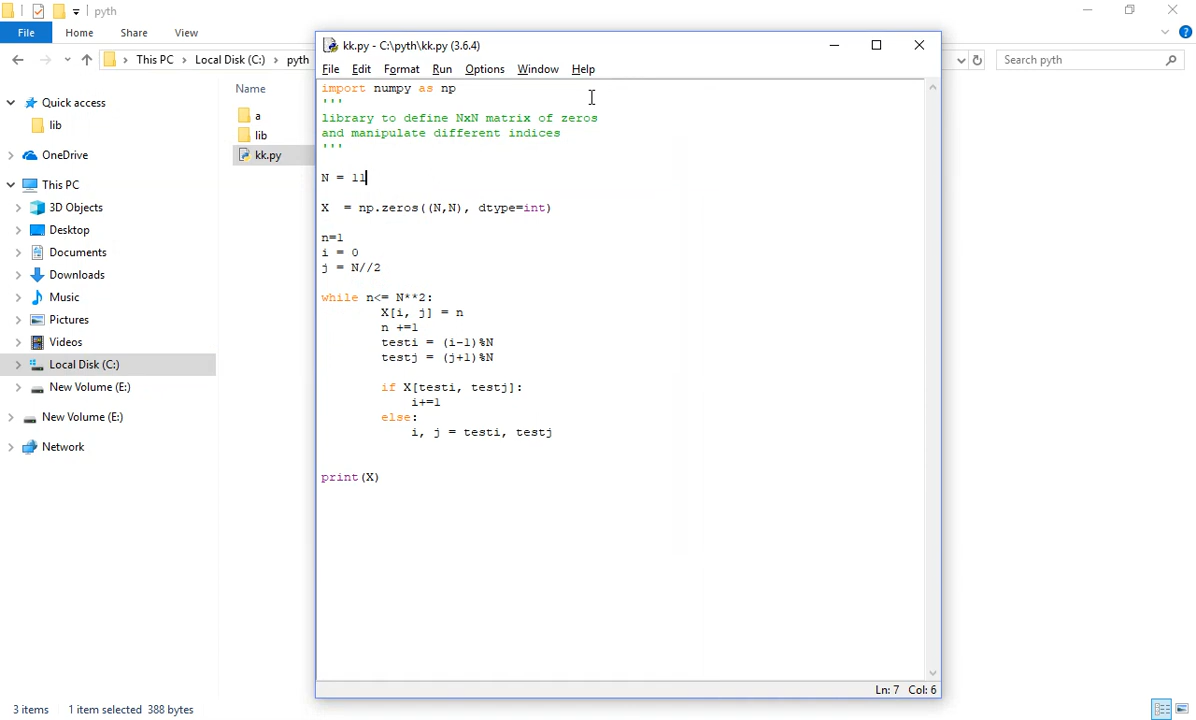 pyth
File Home Share View
This PC Local Disk (C:) pyth
Search pyth
Quick access
lib
OneDrive
This PC
3D Objects
Desktop
Documents
Downloads
Music
Pictures
Videos
Local Disk (C:)
New Volume (E:)
New Volume (E:)
Network
Name
a
lib
kk.py
3 items 1 item selected 388 bytes
kk.py - C:\pyth\kk.py (3.6.4)
File Edit Format Run Options Window Help
import numpy as np
'''
library to define NxN matrix of zeros
and manipulate different indices
'''
N = 11
X  = np.zeros((N,N), dtype=int)
n=1
i = 0
j = N//2
while n<= N**2:
        X[i, j] = n
        n +=1
        testi = (i-1)%N
        testj = (j+1)%N
        if X[testi, testj]:
            i+=1
        else:
            i, j = testi, testj
print(X)
Ln: 7 Col: 6